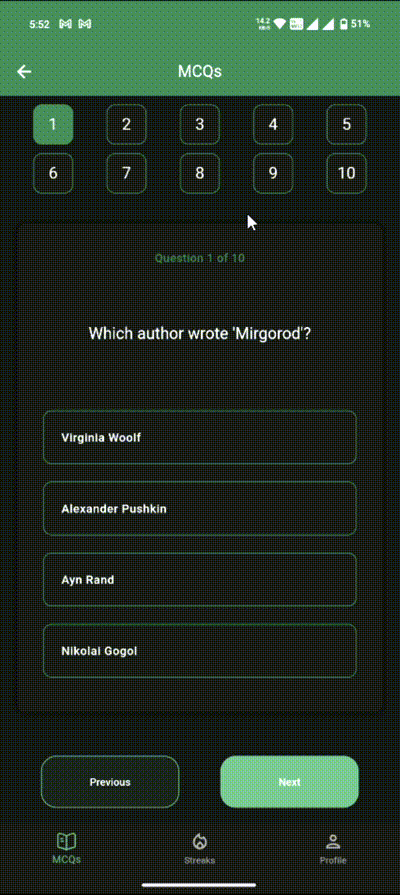 5:52 51%
MCQs
1 2 3 4 5
6 7 8 9 10
Question 1 of 10
Which author wrote 'Mirgorod'?
Virginia Woolf
Alexander Pushkin
Ayn Rand
Nikolai Gogol
Previous Next
MCQs Streaks Profile